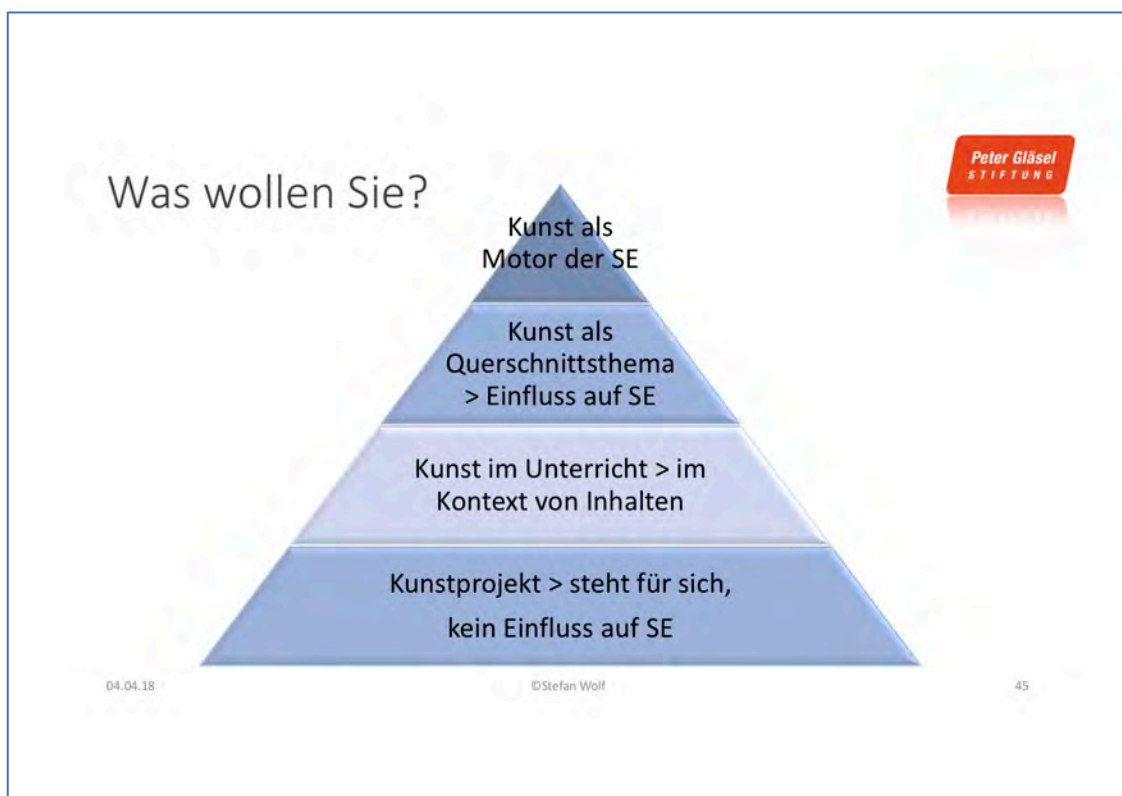 Peter Gläsel
STIFTUNG
Was wollen Sie?
Kunst als
Motor der SE
Kunst als
Querschnittsthema
> Einfluss auf SE
Kunst im Unterricht > im
Kontext von Inhalten
Kunstprojekt > steht für sich,
kein Einfluss auf SE
04.04.18
©Stefan Wolf
45